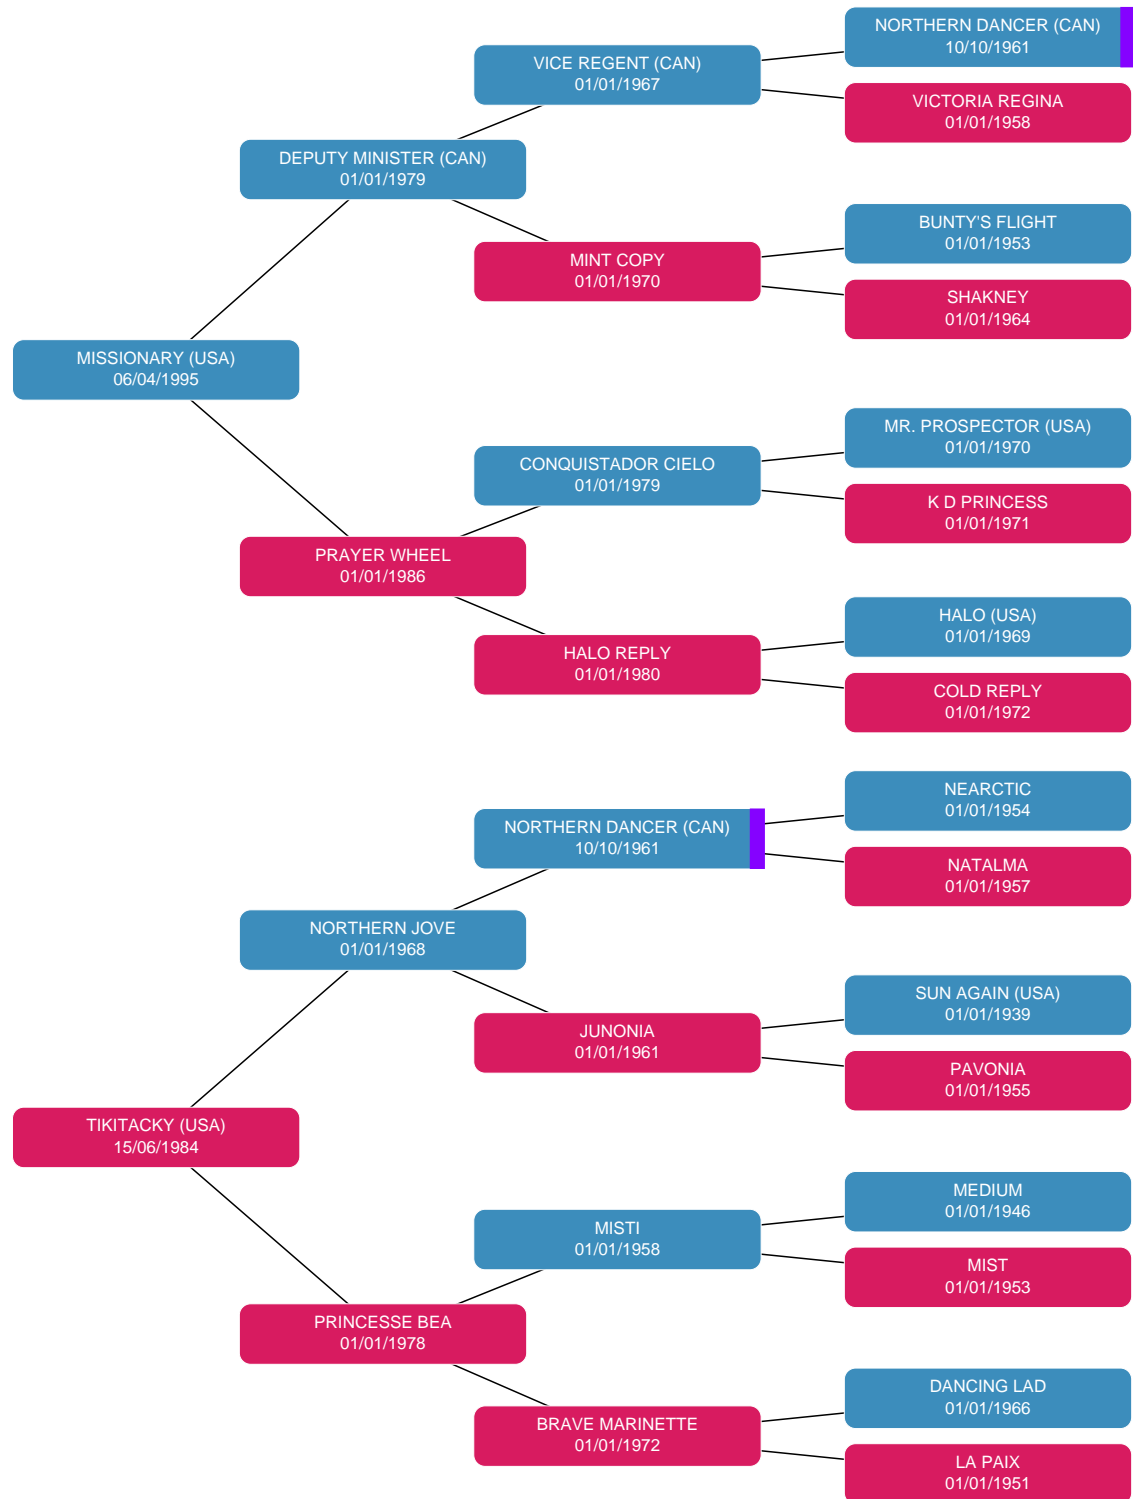 NORTHERN DANCER (CAN)
10/10/1961
VICE REGENT (CAN)
01/01/1967
VICTORIA REGINA
01/01/1958
DEPUTY MINISTER (CAN)
01/01/1979
BUNTY'S FLIGHT
01/01/1953
MINT COPY
01/01/1970
SHAKNEY
01/01/1964
MISSIONARY (USA)
06/04/1995
MR. PROSPECTOR (USA)
01/01/1970
CONQUISTADOR CIELO
01/01/1979
K D PRINCESS
01/01/1971
PRAYER WHEEL
01/01/1986
HALO (USA)
01/01/1969
HALO REPLY
01/01/1980
COLD REPLY
01/01/1972
NEARCTIC
01/01/1954
NORTHERN DANCER (CAN)
10/10/1961
NATALMA
01/01/1957
NORTHERN JOVE
01/01/1968
SUN AGAIN (USA)
01/01/1939
JUNONIA
01/01/1961
PAVONIA
01/01/1955
TIKITACKY (USA)
15/06/1984
MEDIUM
01/01/1946
MISTI
01/01/1958
MIST
01/01/1953
PRINCESSE BEA
01/01/1978
DANCING LAD
01/01/1966
BRAVE MARINETTE
01/01/1972
LA PAIX
01/01/1951